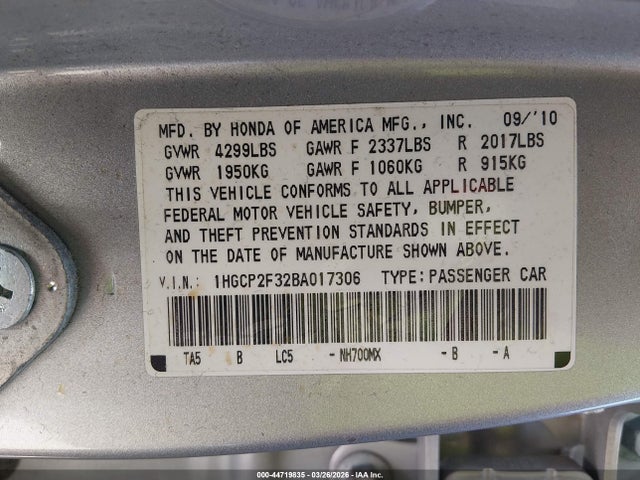 MFD. BY HONDA OF AMERICA MFG., INC. 09/'10
GVWR 4299LBS GAWR F 2337LBS R 2017LBS
GVWR 1950KG GAWR F 1060KG R 915KG
THIS VEHICLE CONFORMS TO ALL APPLICABLE
FEDERAL MOTOR VEHICLE SAFETY, BUMPER,
AND THEFT PREVENTION STANDARDS IN EFFECT
ON THE DATE OF MANUFACTURE SHOWN ABOVE.
V.I.N.: 1HGCP2F32BA017306 TYPE: PASSENGER CAR
TA5 B LC5 -NH700MX -B -A
000-44719835 - 03/26/2026 - IAAI, Inc.